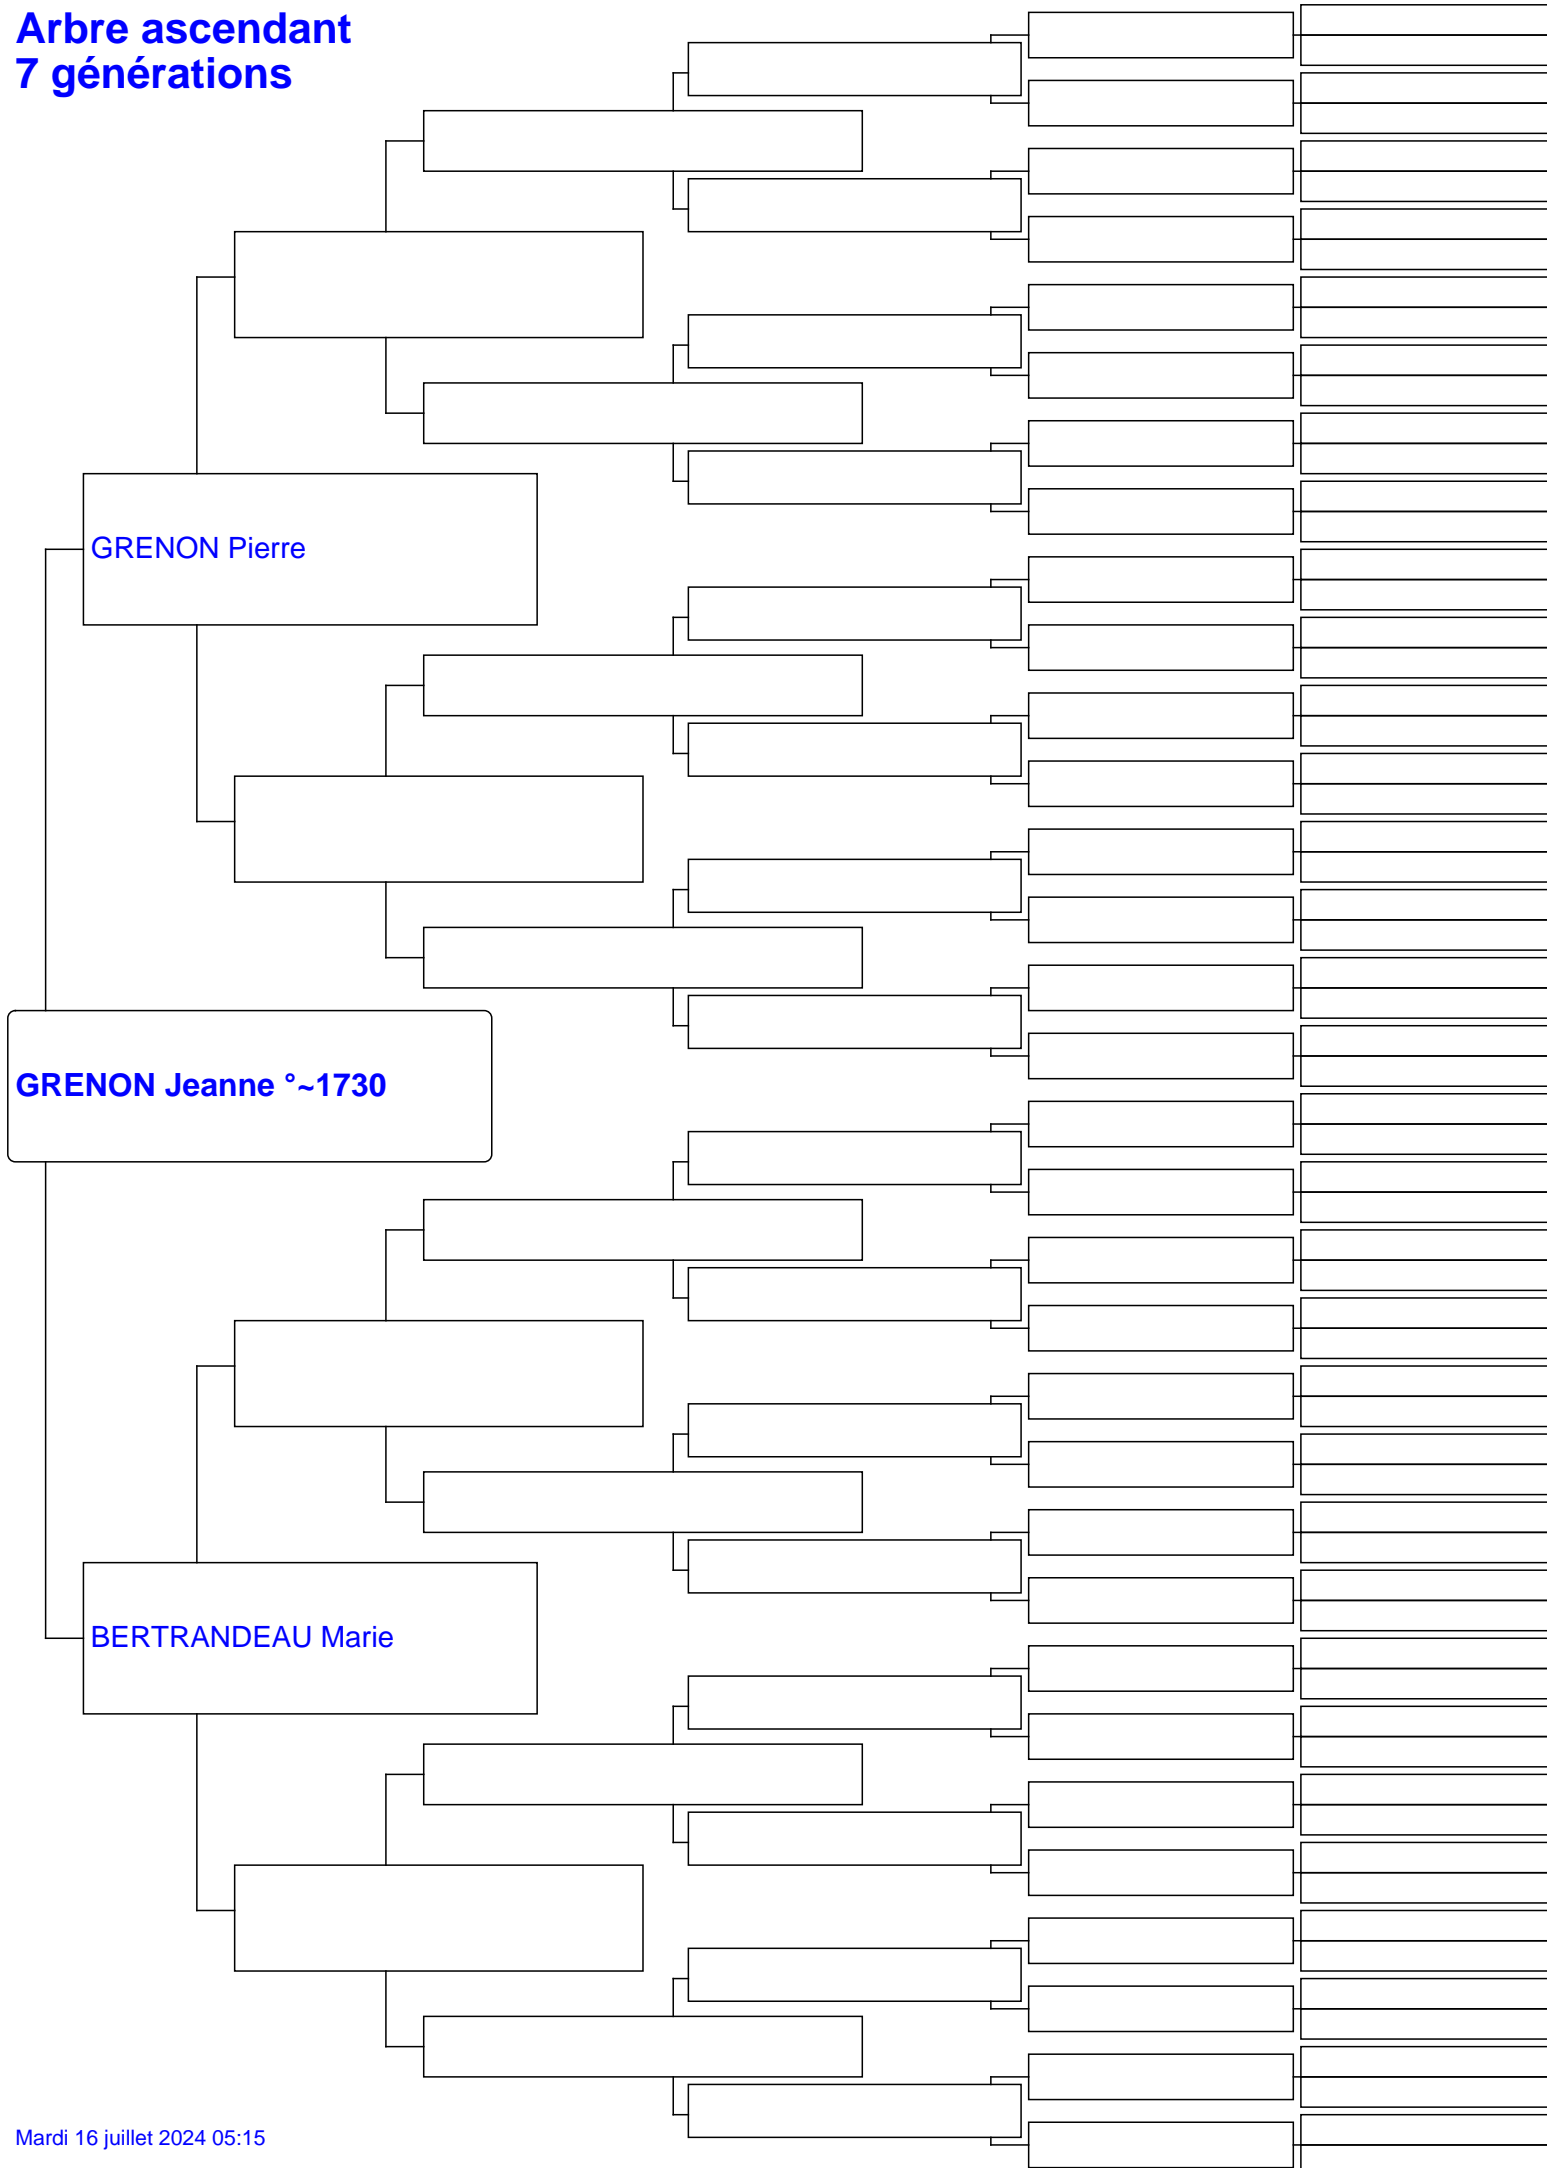 Arbre ascendant
7 générations
GRENON Pierre
GRENON Jeanne °~1730
BERTRANDEAU Marie
Mardi 16 juillet 2024 05:15